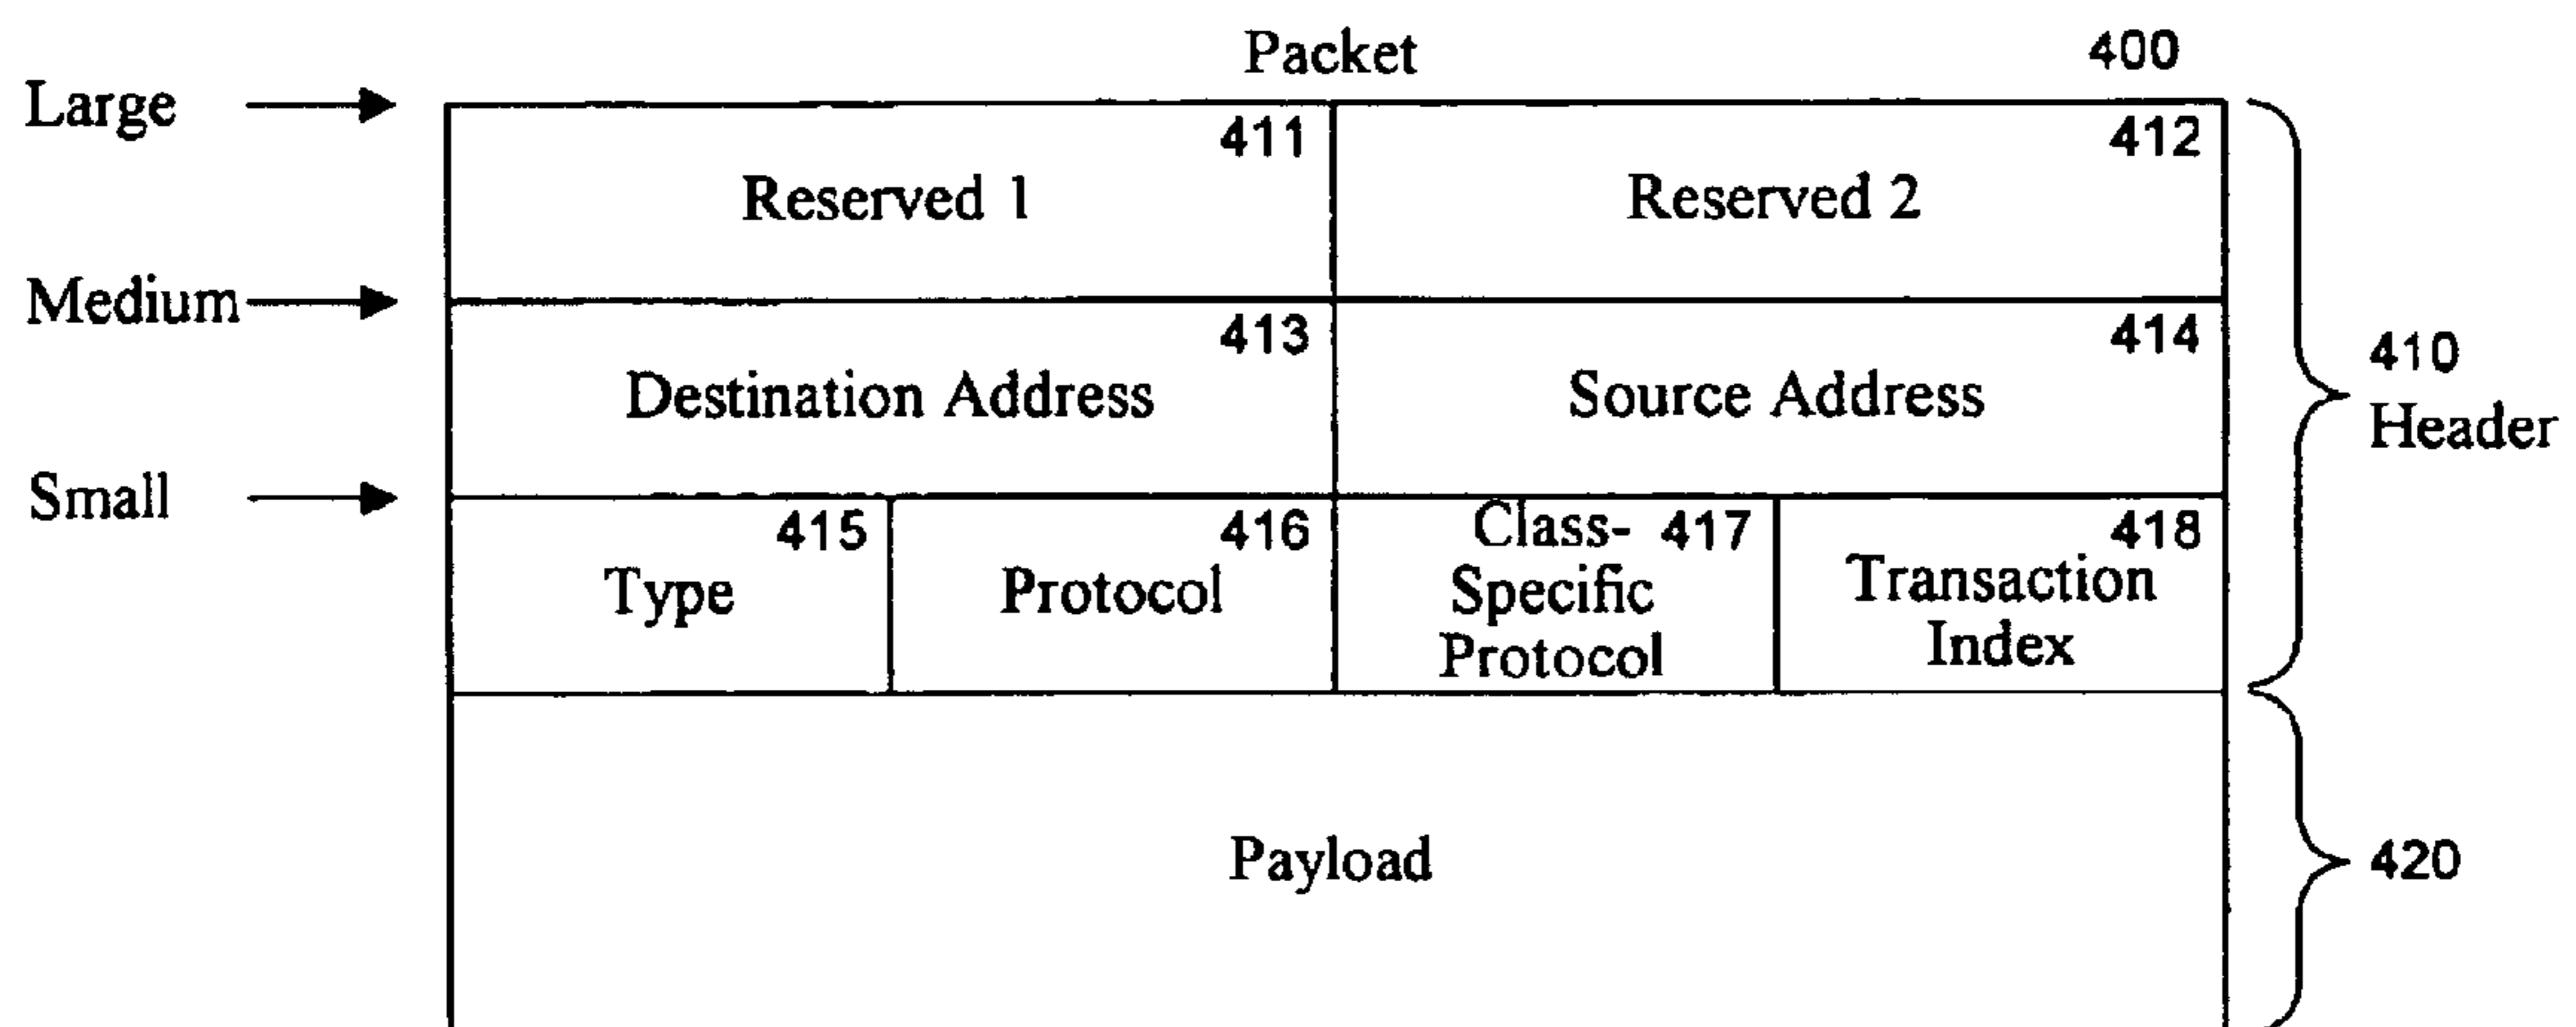 Packet 400
Large
411 412
Reserved 1 Reserved 2
Medium
413 414
410
Destination Address Source Address
Header
Small
415 416 Class- 417 418
Type Protocol Specific Transaction
Protocol Index
Payload
420